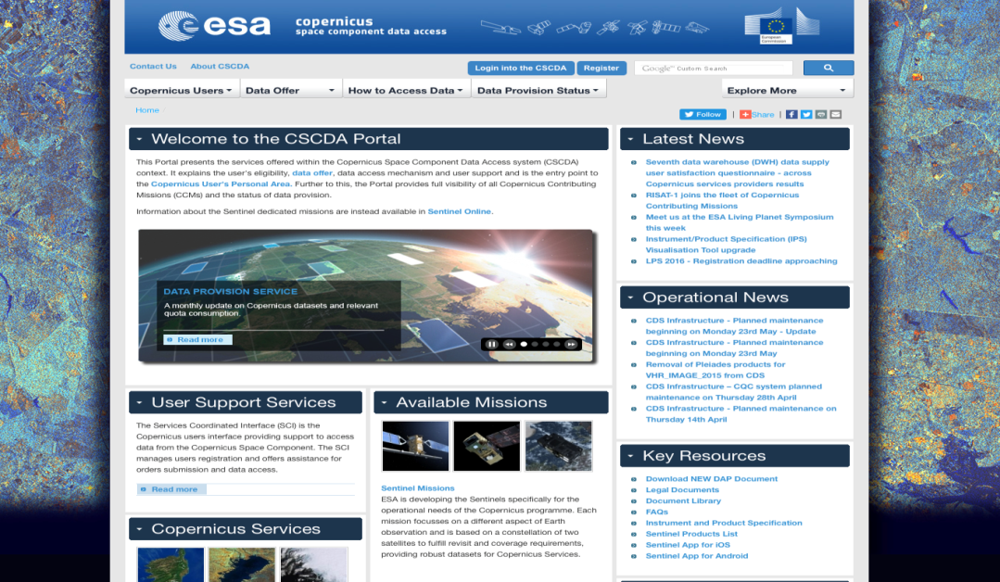 esa
copernicus
space component data access
European
Commission
Contact Us
About CSCDA
Login into the CSCDA
Register
Google™ Custom Search
Copernicus Users
Data Offer
How to Access Data
Data Provision Status
Explore More
Home
Follow
|
Share
|
Welcome to the CSCDA Portal
This Portal presents the services offered within the Copernicus Space Component Data Access system (CSCDA)
context. It explains the user's eligibility, data offer, data access mechanism and user support and is the entry point to
the Copernicus User's Personal Area. Further to this, the Portal provides full visibility of all Copernicus Contributing
Missions (CCMs) and the status of data provision.
Information about the Sentinel dedicated missions are instead available in Sentinel Online.
DATA PROVISION SERVICE
A monthly update on Copernicus datasets and relevant
quota consumption.
Read more
User Support Services
The Services Coordinated Interface (SCI) is the
Copernicus users interface providing support to access
data from the Copernicus Space Component. The SCI
manages users registration and offers assistance for
orders submission and data access.
Read more
Copernicus Services
Available Missions
Sentinel Missions
ESA is developing the Sentinels specifically for the
operational needs of the Copernicus programme. Each
mission focusses on a different aspect of Earth
observation and is based on a constellation of two
satellites to fulfill revisit and coverage requirements,
providing robust datasets for Copernicus Services.
Latest News
Seventh data warehouse (DWH) data supply
user satisfaction questionnaire - across
Copernicus services providers results
RISAT-1 joins the fleet of Copernicus
Contributing Missions
Meet us at the ESA Living Planet Symposium
this week
Instrument/Product Specification (IPS)
Visualisation Tool upgrade
LPS 2016 - Registration deadline approaching
Operational News
CDS Infrastructure - Planned maintenance
beginning on Monday 23rd May - Update
CDS Infrastructure - Planned maintenance
beginning on Monday 23rd May
Removal of Pleiades products for
VHR_IMAGE_2015 from CDS
CDS Infrastructure – CQC system planned
maintenance on Thursday 28th April
CDS Infrastructure - Planned maintenance on
Thursday 14th April
Key Resources
Download NEW DAP Document
Legal Documents
Document Library
FAQs
Instrument and Product Specification
Sentinel Products List
Sentinel App for iOS
Sentinel App for Android